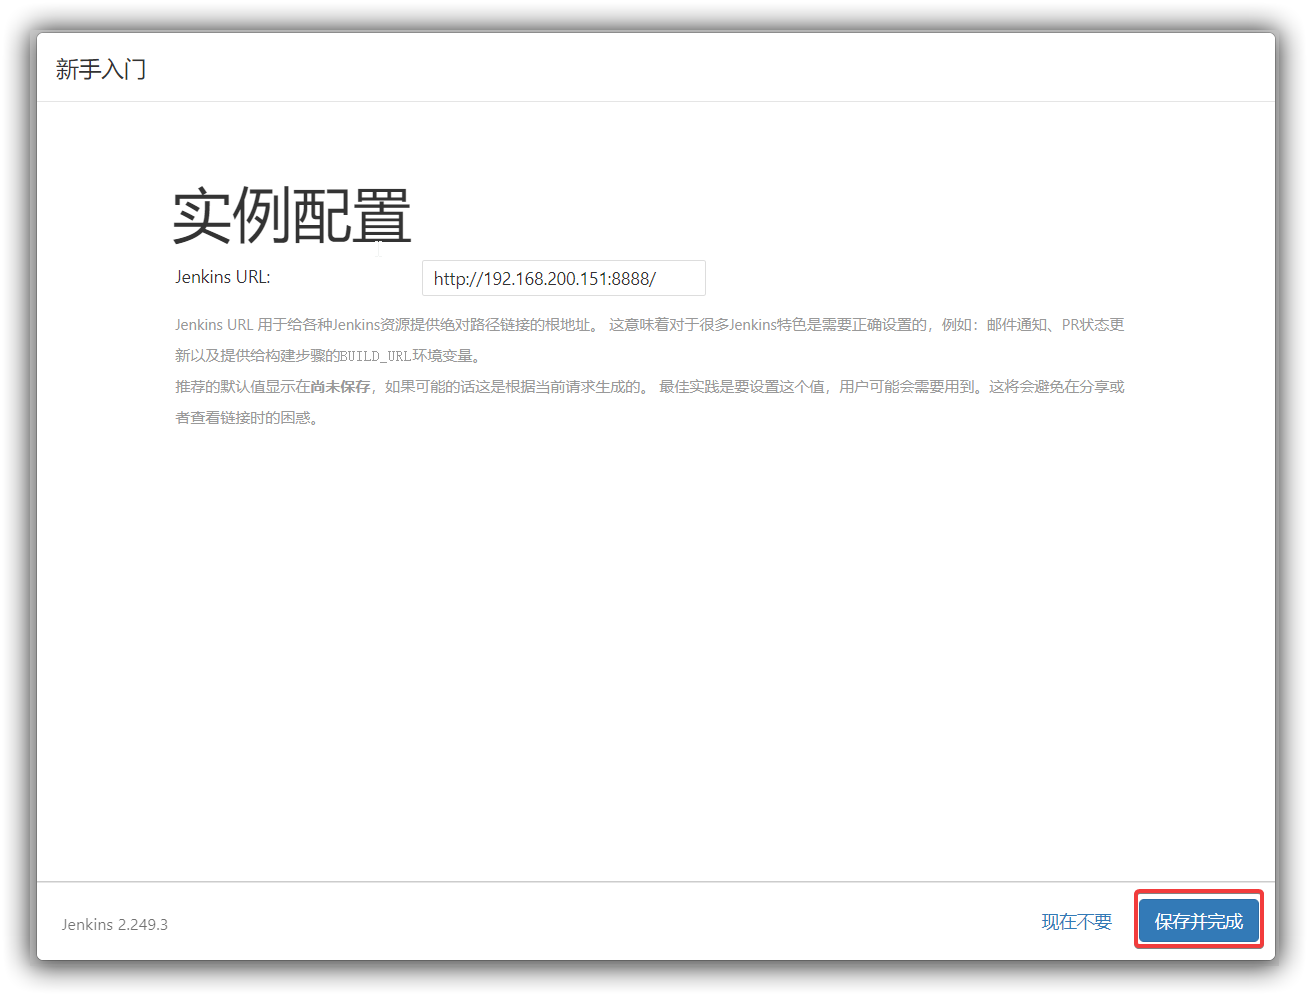 新手入门
实例配置
Jenkins URL:
http://192.168.200.151:8888/
Jenkins URL 用于给各种Jenkins资源提供绝对路径链接的根地址。 这意味着对于很多Jenkins特色是需要正确设置的，例如：邮件通知、PR状态更
新以及提供给构建步骤的BUILD_URL环境变量。
推荐的默认值显示在尚未保存，如果可能的话这是根据当前请求生成的。 最佳实践是要设置这个值，用户可能会需要用到。这将会避免在分享或
者查看链接时的困惑。
Jenkins 2.249.3
现在不要
保存并完成